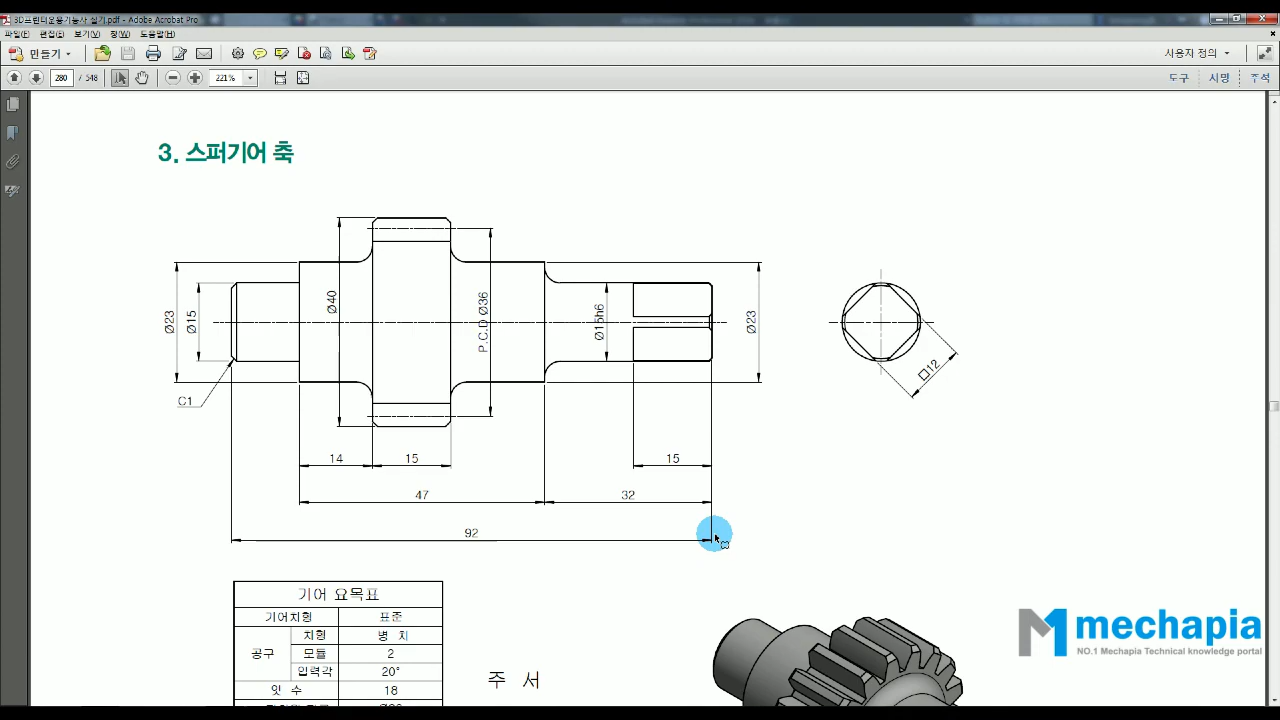 3D프린터운용기능사 실기.pdf - Adobe Acrobat Pro
파일(F) 편집(E) 보기(V) 창(W) 도움말(H)
만들기
사용자 정의
280 / 548
221%
도구 서명 주석
3. 스퍼기어 축
Ø23
Ø15
Ø40
P.C.D Ø36
Ø15h6
Ø23
□12
C1
14
15
15
47
32
92
기어 요목표
기어치형 표준
공구 치형 병 치
모듈 2
압력각 20°
잇 수 18
주 서
mechapia
NO.1 Mechapia Technical knowledge portal